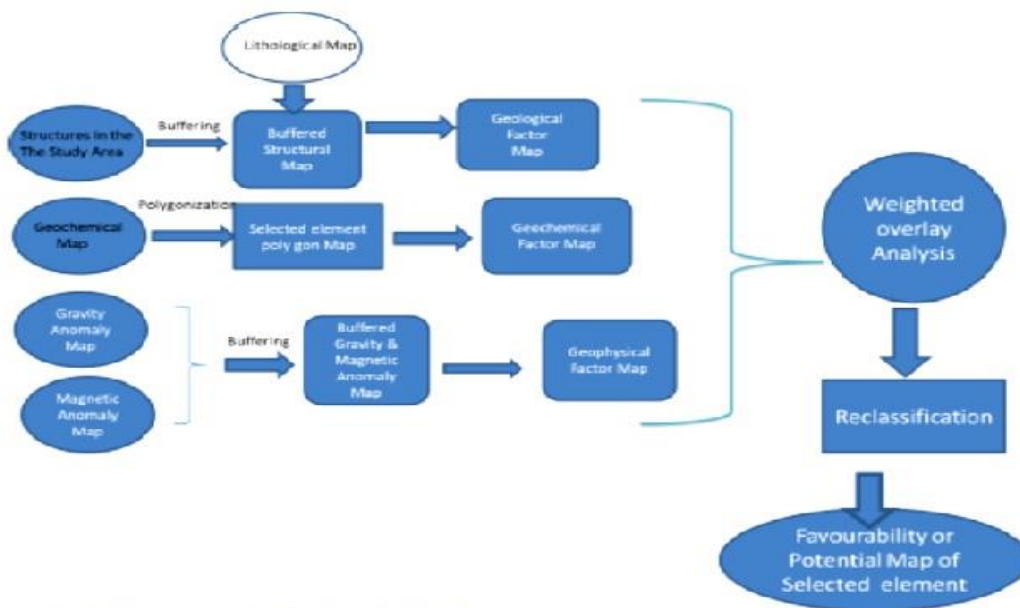 Lithological Map
Structures in the
The Study Area
Buffering
Buffered
Structural
Map
Geological
Factor
Map
Geochemical
Map
Polygonization
Selected element
poly gon Map
Geochemical
Factor Map
Gravity
Anomaly
Map
Magnetic
Anomaly
Map
Buffering
Buffered
Gravity &
Magnetic
Anomaly
Map
Geophysical
Factor Map
Weighted
overlay
Analysis
Reclassification
Favourability or
Potential Map of
Selected element